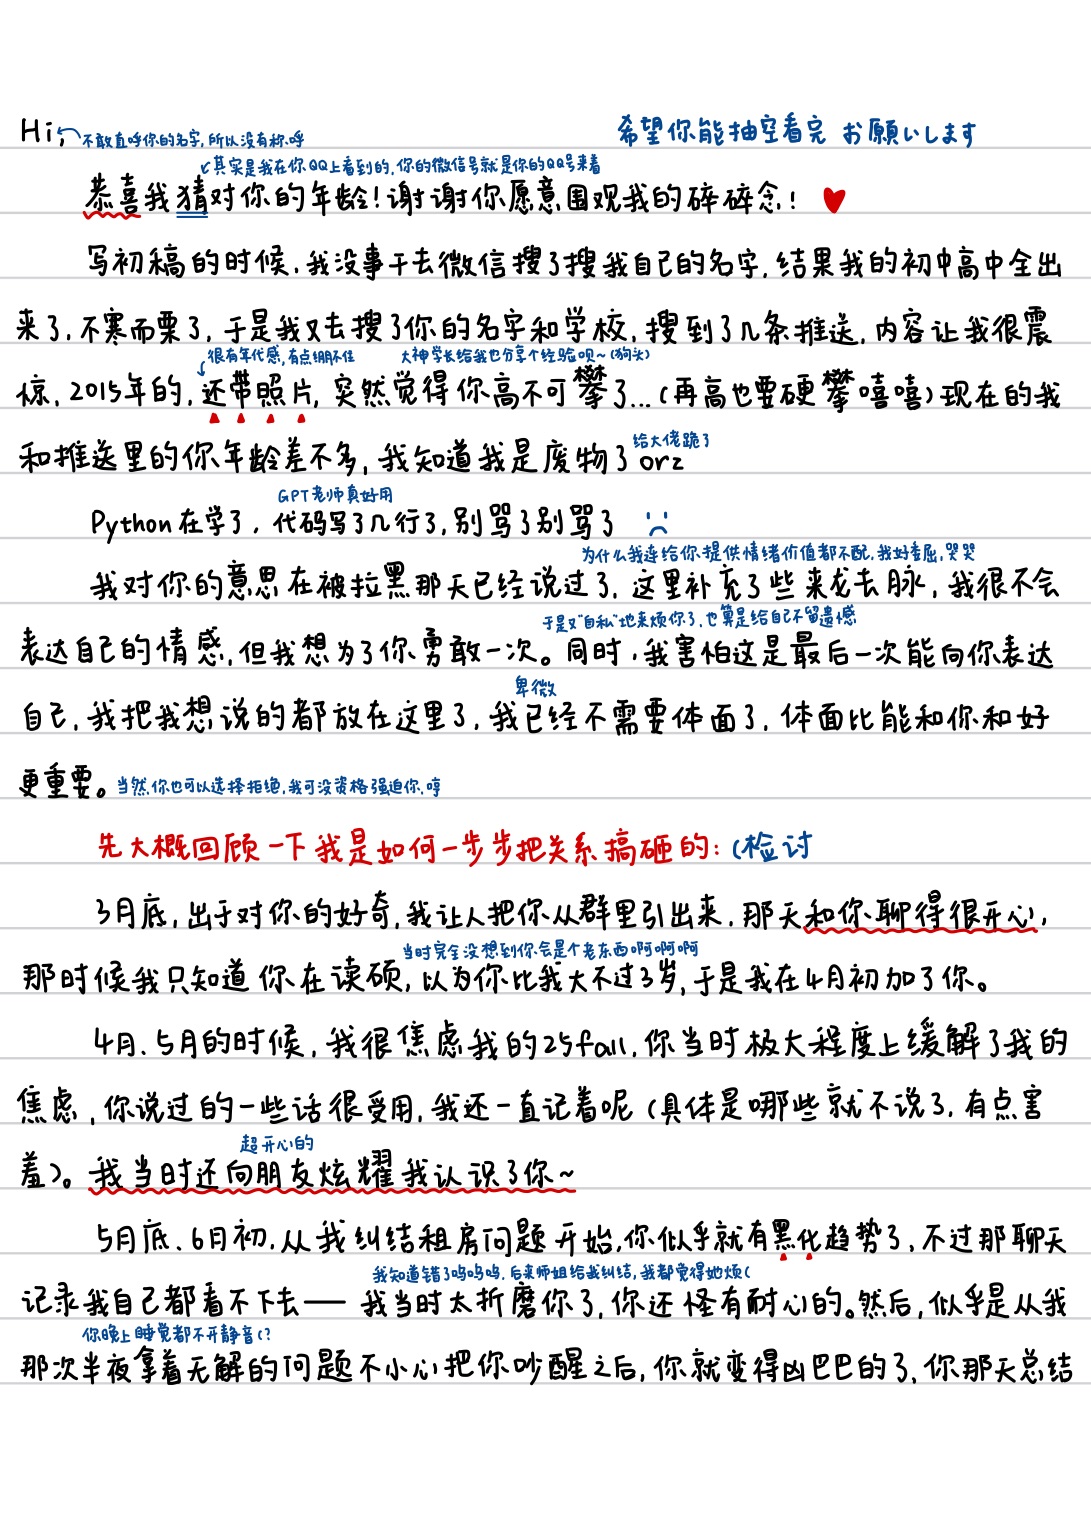 Hi,
不敢直呼你的名字,所以没有称呼
希望你能抽空看完 お願いします
其实是我在你QQ上看到的,你的微信号就是你的QQ号来着
恭喜我猜对你的年龄!谢谢你愿意围观我的碎碎念!
写初稿的时候,我没事干去微信搜了搜我自己的名字,结果我的初中高中全出
来了,不寒而栗了,于是我又去搜了你的名字和学校,搜到了几条推送,内容让我很震
很有年代感,有点绷不住
大神学长给我也分享个经验呗~(狗头)
惊,2015年的,还带照片,突然觉得你高不可攀了...(再高也要硬攀嘻嘻)现在的我
给大佬跪了
和推送里的你年龄差不多,我知道我是废物了orz
GPT老师真好用
Python在学了,代码写了几行了,别骂了别骂了
为什么我连给你提供情绪价值都不配,我好委屈,哭哭
我对你的意思在被拉黑那天已经说过了,这里补充了些来龙去脉,我很不会
于是又"自私"地来烦你了,也算是给自己不留遗憾
表达自己的情感,但我想为了你勇敢一次。同时,我害怕这是最后一次能向你表达
卑微
自己,我把我想说的都放在这里了,我已经不需要体面了,体面比能和你和好
更重要。当然,你也可以选择拒绝,我可没资格强迫你,哼
先大概回顾一下我是如何一步步把关系搞砸的:(检讨
3月底,出于对你的好奇,我让人把你从群里引出来,那天和你聊得很开心,
当时完全没想到你会是个老东西啊啊啊
那时候我只知道你在读硕,以为你比我大不过3岁,于是我在4月初加了你。
4月、5月的时候,我很焦虑我的25fall,你当时极大程度上缓解了我的
焦虑,你说过的一些话很受用,我还一直记着呢(具体是哪些就不说了,有点害
超开心的
羞)。我当时还向朋友炫耀我认识了你~
5月底、6月初,从我纠结租房问题开始,你似乎就有黑化趋势了,不过那聊天
我知道错了呜呜呜,后来师姐给我纠结,我都觉得她烦(
记录我自己都看不下去——我当时太折磨你了,你还怪有耐心的。然后,似乎是从我
你晚上睡觉都不开静音(?
那次半夜拿着无解的问题不小心把你吵醒之后,你就变得凶巴巴的了,你那天总结